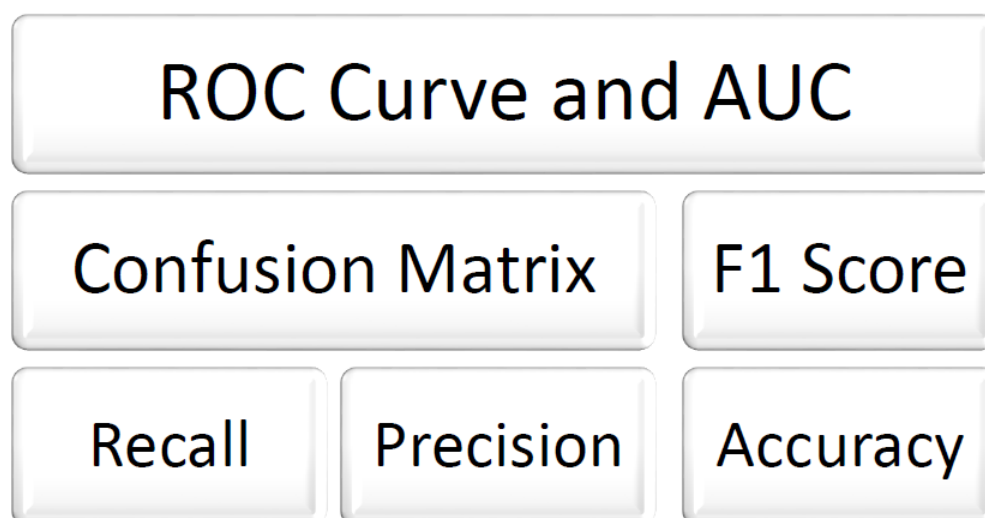 ROC Curve and AUC
Confusion Matrix
F1 Score
Recall
Precision
Accuracy